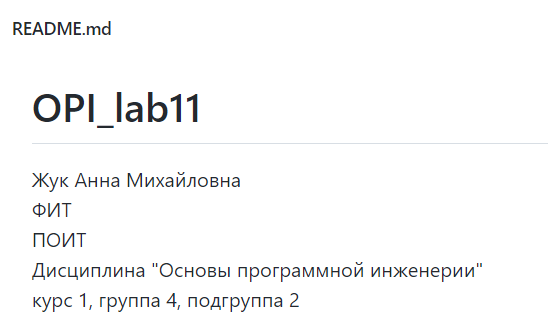 README.md
OPI_lab11
Жук Анна Михайловна
ФИТ
ПОИТ
Дисциплина "Основы программной инженерии"
курс 1, группа 4, подгруппа 2